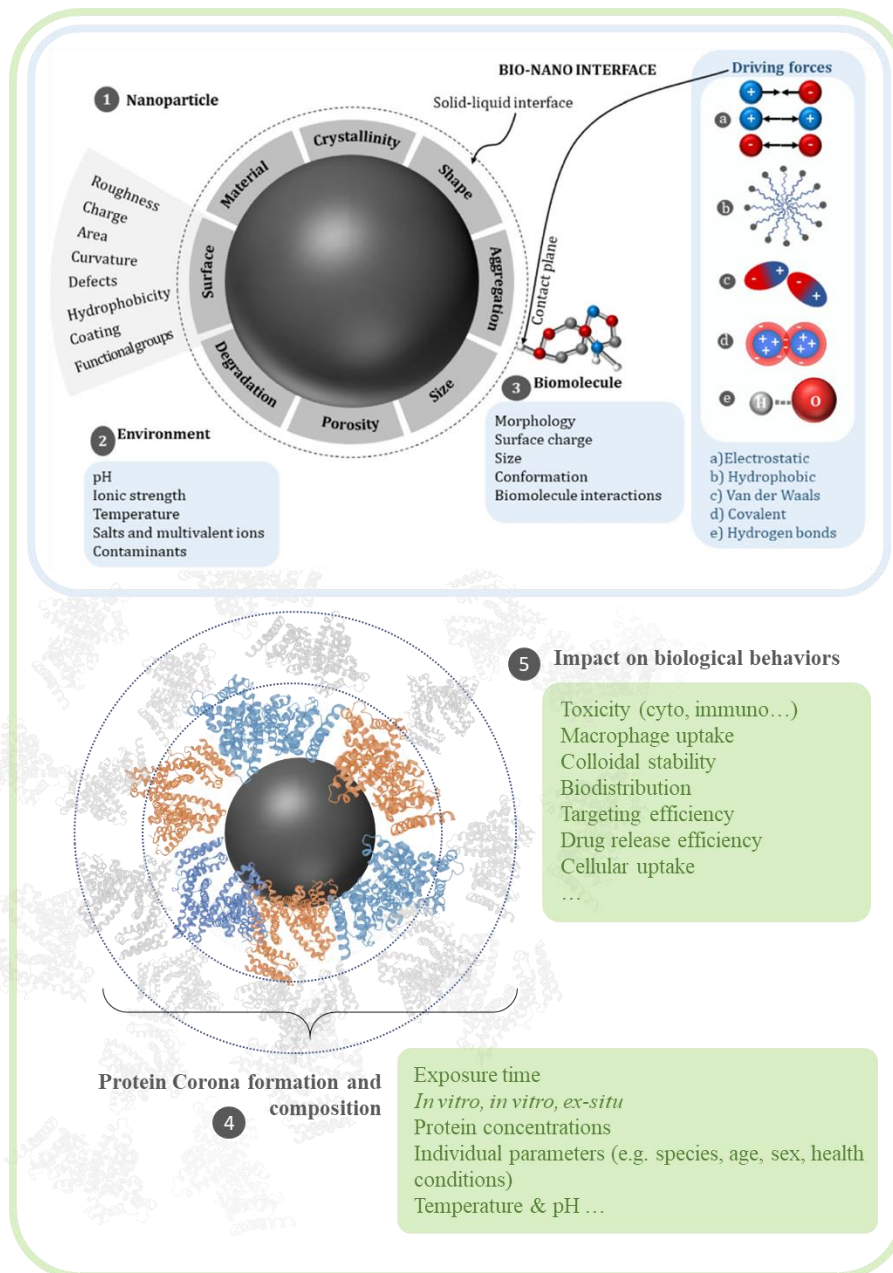 BIO-NANO INTERFACE
Driving forces
1 Nanoparticle
Solid-liquid interface
Crystallinity
Shape
Aggregation
Size
Porosity
Degradation
Surface
Material
Roughness
Charge
Area
Curvature
Defects
Hydrophobicity
Coating
Functional groups
Contact plane
+ -
a + +
- -
b
c - + - +
d
e H O
a)Electrostatic
b) Hydrophobic
c) Van der Waals
d) Covalent
e) Hydrogen bonds
2 Environment
pH
Ionic strength
Temperature
Salts and multivalent ions
Contaminants
3 Biomolecule
Morphology
Surface charge
Size
Conformation
Biomolecule interactions
5 Impact on biological behaviors
Toxicity (cyto, immuno…)
Macrophage uptake
Colloidal stability
Biodistribution
Targeting efficiency
Drug release efficiency
Cellular uptake
…
Protein Corona formation and
composition
4
Exposure time
In vitro, in vitro, ex-situ
Protein concentrations
Individual parameters (e.g. species, age, sex, health
conditions)
Temperature & pH …